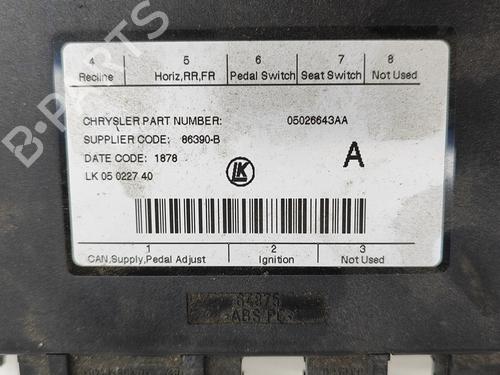 4 5 6 7 8
Recline Horiz,RR,FR Pedal Switch Seat Switch Not Used
CHRYSLER PART NUMBER: 05026643AA
SUPPLIER CODE: 86390-B
DATE CODE: 1878 A
LK 05 0227 40 LK
1 2 3
CAN,Supply,Pedal Adjust Ignition Not Used
64875
>ABS/PC<
B-Parts